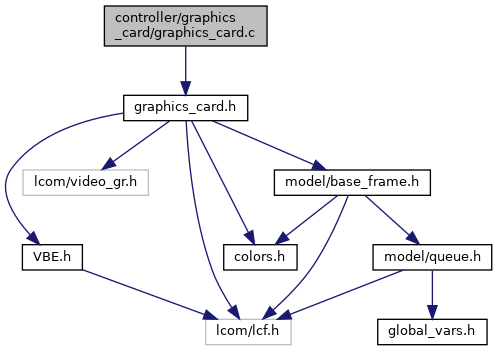 controller/graphics
_card/graphics_card.c
graphics_card.h
lcom/video_gr.h
model/base_frame.h
VBE.h
colors.h
model/queue.h
lcom/lcf.h
global_vars.h